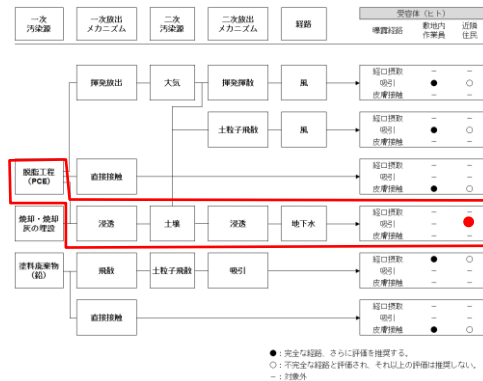 一次
汚染源
一次放出
メカニズム
二次
汚染源
二次放出
メカニズム
経路
受容体（ヒト）
曝露経路
敷地内
作業員
近隣
住民
揮発放出
大気
揮発揮散
風
経口摂取 － －
吸引 ● ○
皮膚接触 － －
土粒子飛散
風
経口摂取 － －
吸引 ● ○
皮膚接触 － －
脱脂工程
（PCE）
直接接触
経口摂取 － －
吸引 － －
皮膚接触 ● ○
焼却・焼却
灰の埋設
浸透
土壌
浸透
地下水
経口摂取 － －
吸引 － ●
皮膚接触 － －
塗料廃棄物
（鉛）
飛散
土粒子飛散
吸引
経口摂取 ● ○
吸引 － －
皮膚接触 － －
直接接触
経口摂取 － －
吸引 － －
皮膚接触 ● ○
●：完全な経路、さらに評価を推奨する。
○：不完全な経路と評価され、それ以上の評価は推奨しない。
－：対象外